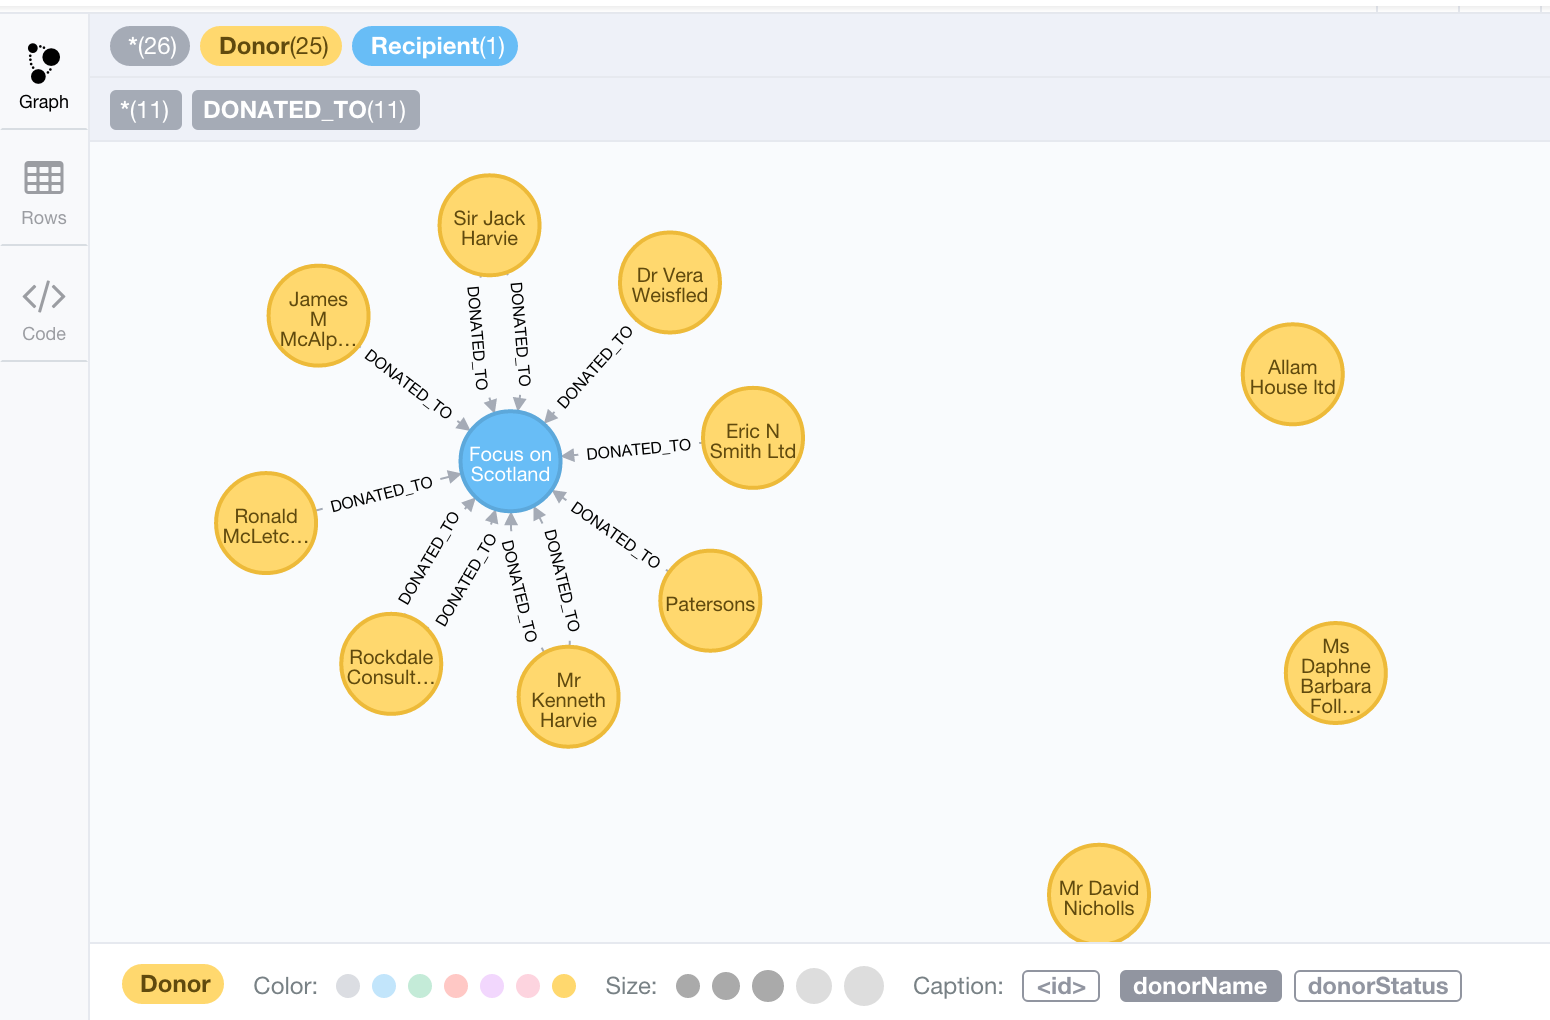 *(26) Donor(25) Recipient(1)
*(11) DONATED_TO(11)
Graph
Rows
Code
Sir Jack
Harvie
Dr Vera
Weisfled
James
M
McAlp...
Allam
House ltd
Eric N
Smith Ltd
Focus on
Scotland
Ronald
McLetc...
Patersons
Rockdale
Consult...
Mr
Kenneth
Harvie
Ms
Daphne
Barbara
Foll...
Mr David
Nicholls
DONATED_TO
DONATED_TO
DONATED_TO
DONATED_TO
DONATED_TO
DONATED_TO
DONATED_TO
DONATED_TO
DONATED_TO
DONATED_TO
DONATED_TO
Donor Color: Size: Caption: <id> donorName donorStatus